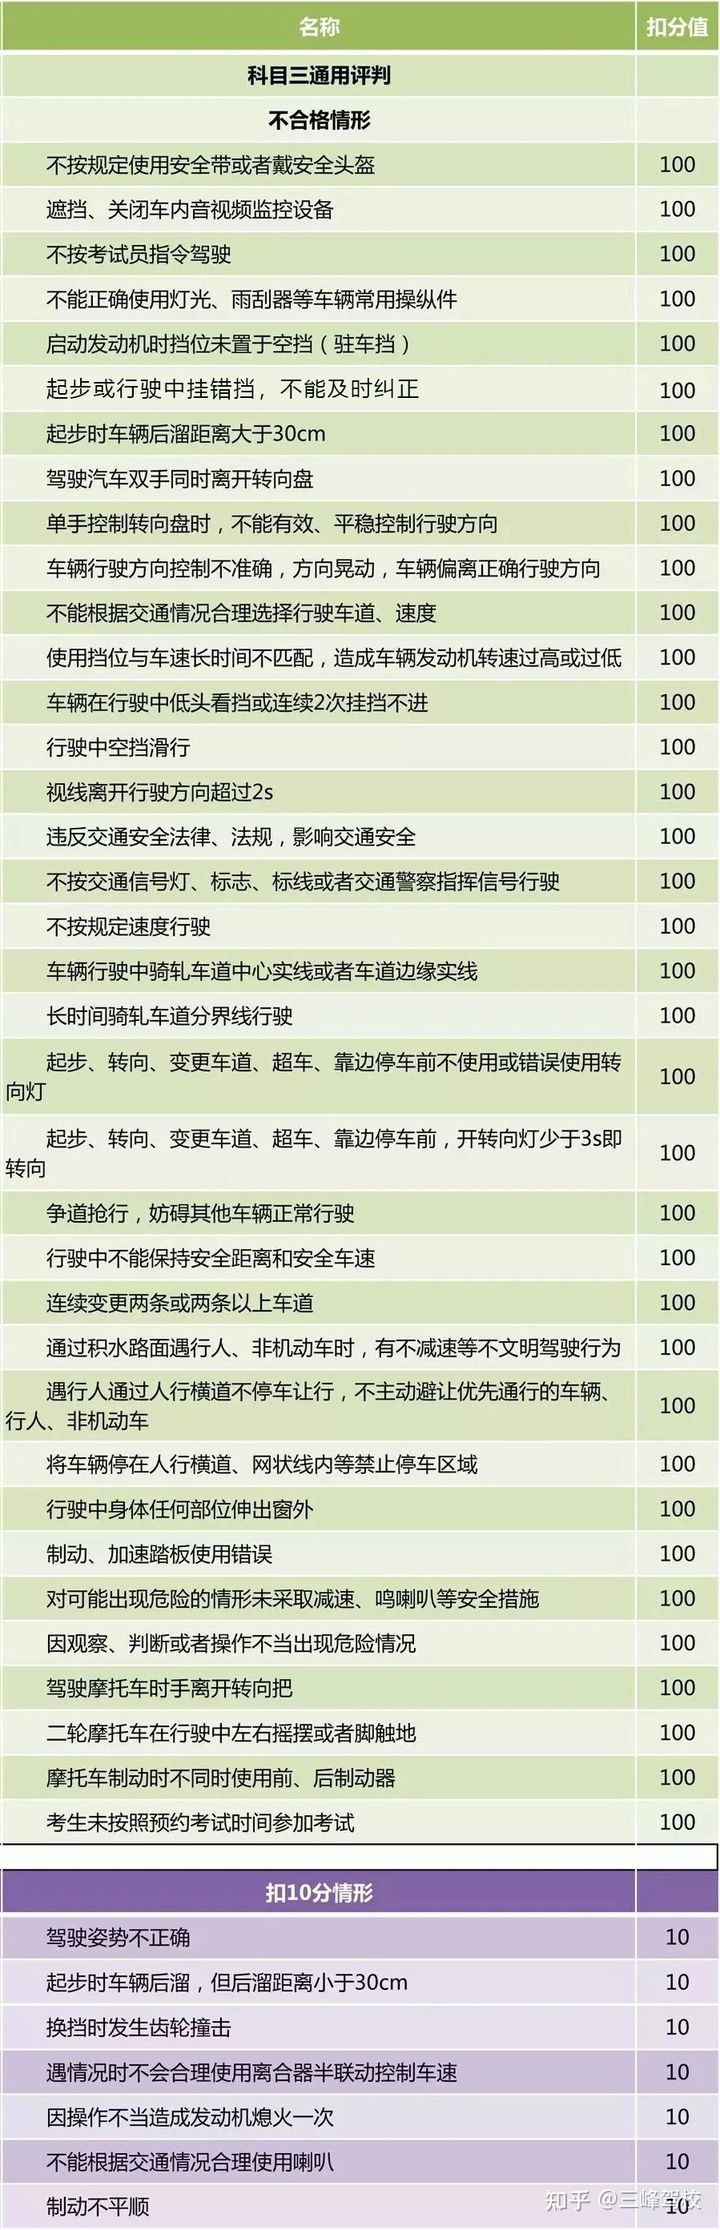 名称 扣分值
科目三通用评判
不合格情形
不按规定使用安全带或者戴安全头盔 100
遮挡、关闭车内音视频监控设备 100
不按考试员指令驾驶 100
不能正确使用灯光、雨刮器等车辆常用操纵件 100
启动发动机时挡位未置于空挡（驻车挡） 100
起步或行驶中挂错挡，不能及时纠正 100
起步时车辆后溜距离大于30cm 100
驾驶汽车双手同时离开转向盘 100
单手控制转向盘时，不能有效、平稳控制行驶方向 100
车辆行驶方向控制不准确，方向晃动，车辆偏离正确行驶方向 100
不能根据交通情况合理选择行驶车道、速度 100
使用挡位与车速长时间不匹配，造成车辆发动机转速过高或过低 100
车辆在行驶中低头看挡或连续2次挂挡不进 100
行驶中空挡滑行 100
视线离开行驶方向超过2s 100
违反交通安全法律、法规，影响交通安全 100
不按交通信号灯、标志、标线或者交通警察指挥信号行驶 100
不按规定速度行驶 100
车辆行驶中骑轧车道中心实线或者车道边缘实线 100
长时间骑轧车道分界线行驶 100
起步、转向、变更车道、超车、靠边停车前不使用或错误使用转
向灯 100
起步、转向、变更车道、超车、靠边停车前，开转向灯少于3s即
转向 100
争道抢行，妨碍其他车辆正常行驶 100
行驶中不能保持安全距离和安全车速 100
连续变更两条或两条以上车道 100
通过积水路面遇行人、非机动车时，有不减速等不文明驾驶行为 100
遇行人通过人行横道不停车让行，不主动避让优先通行的车辆、
行人、非机动车 100
将车辆停在人行横道、网状线内等禁止停车区域 100
行驶中身体任何部位伸出窗外 100
制动、加速踏板使用错误 100
对可能出现危险的情形未采取减速、鸣喇叭等安全措施 100
因观察、判断或者操作不当出现危险情况 100
驾驶摩托车时手离开转向把 100
二轮摩托车在行驶中左右摇摆或者脚触地 100
摩托车制动时不同时使用前、后制动器 100
考生未按照预约考试时间参加考试 100
扣10分情形
驾驶姿势不正确 10
起步时车辆后溜，但后溜距离小于30cm 10
换挡时发生齿轮撞击 10
遇情况时不会合理使用离合器半联动控制车速 10
因操作不当造成发动机熄火一次 10
不能根据交通情况合理使用喇叭 10
制动不平顺 10
知乎 @三峰驾校